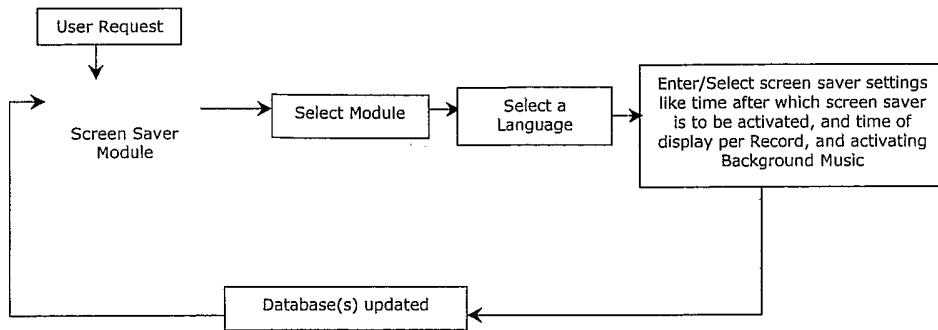 User Request
Screen Saver
Module
Select Module
Select a
Language
Enter/Select screen saver settings
like time after which screen saver
is to be activated, and time of
display per Record, and activating
Background Music
Database(s) updated